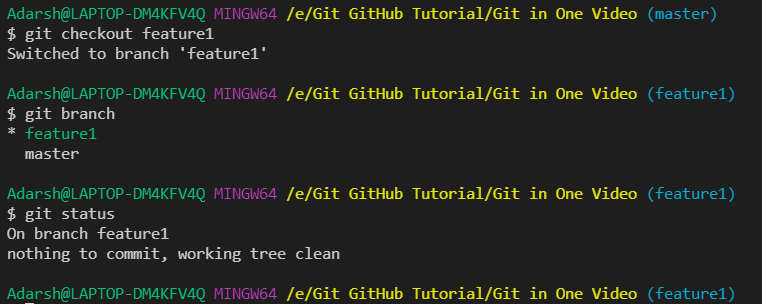 Adarsh@LAPTOP-DM4KFV4Q MINGW64 /e/Git GitHub Tutorial/Git in One Video (master)
$ git checkout feature1
Switched to branch 'feature1'
Adarsh@LAPTOP-DM4KFV4Q MINGW64 /e/Git GitHub Tutorial/Git in One Video (feature1)
$ git branch
* feature1
  master
Adarsh@LAPTOP-DM4KFV4Q MINGW64 /e/Git GitHub Tutorial/Git in One Video (feature1)
$ git status
On branch feature1
nothing to commit, working tree clean
Adarsh@LAPTOP-DM4KFV4Q MINGW64 /e/Git GitHub Tutorial/Git in One Video (feature1)